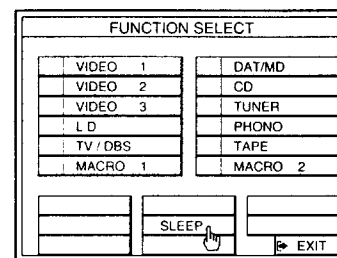 FUNCTION SELECT
VIDEO 1
VIDEO 2
VIDEO 3
L D
TV / DBS
MACRO 1
DAT/MD
CD
TUNER
PHONO
TAPE
MACRO 2
SLEEP
EXIT